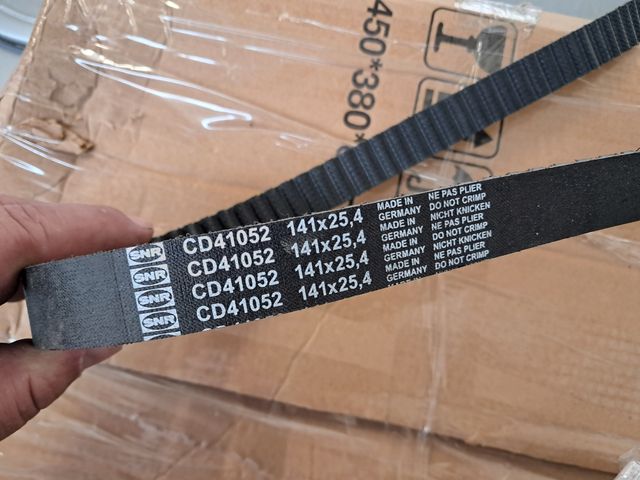 450*380*
SNR CD41052 141x25,4 MADE IN GERMANY NE PAS PLIER DO NOT CRIMP
SNR CD41052 141x25,4 MADE IN GERMANY NICHT KNICKEN NE PAS PLIER
SNR CD41052 141x25,4 MADE IN GERMANY DO NOT CRIMP NICHT KNICKEN
SNR CD41052 141x25,4 MADE IN NE PAS PLIER DO NOT CRIMP